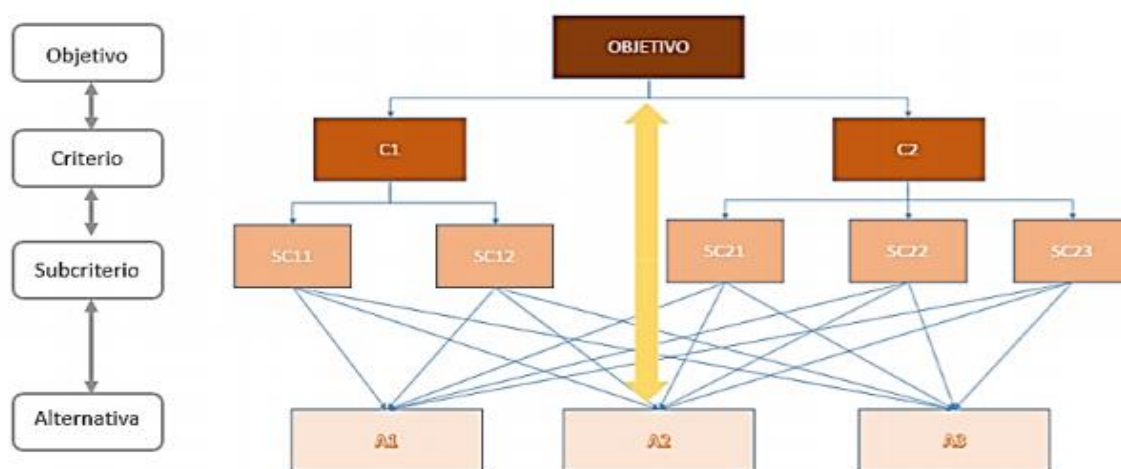 Objetivo
OBJETIVO
Criterio
C1
C2
Subcriterio
SC11
SC12
SC21
SC22
SC23
Alternativa
A1
A2
A3